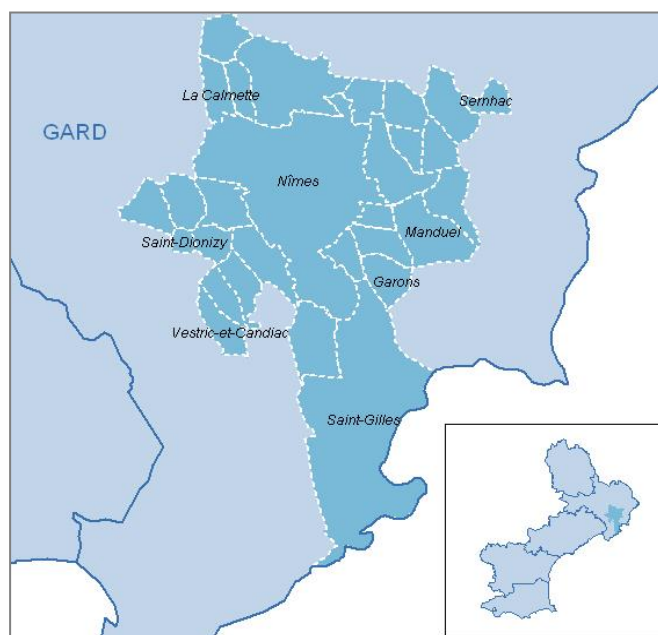 La Calmette
Sernhac
GARD
Nîmes
Saint-Dionizy
Manduel
Garons
Vestric-et-Candiac
Saint-Gilles